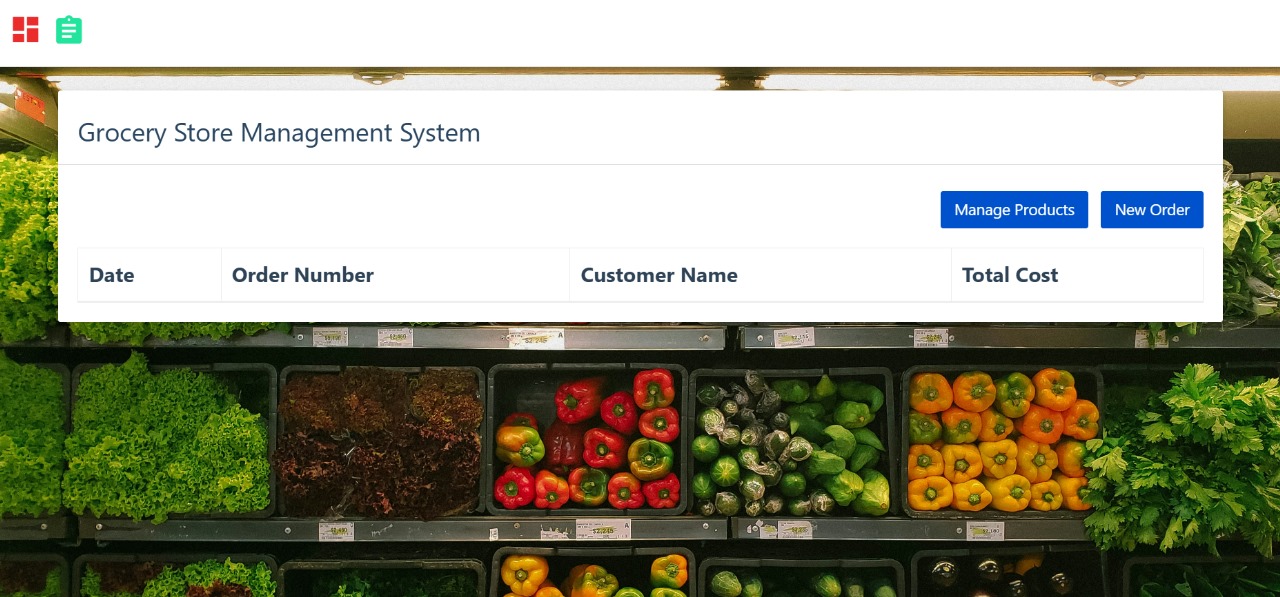 Grocery Store Management System
Manage Products New Order
Date Order Number Customer Name Total Cost